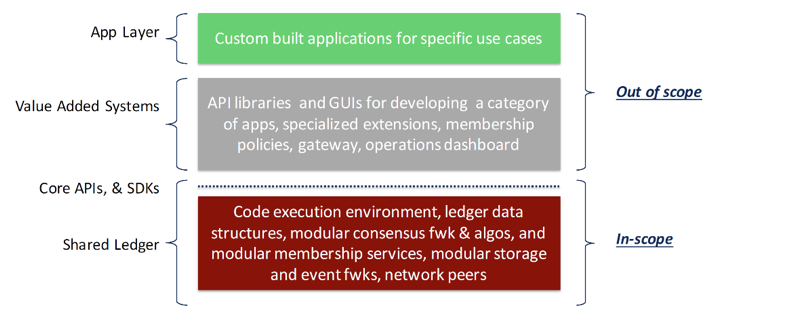 App Layer
Custom built applications for specific use cases
Value Added Systems
API libraries and GUIs for developing a category
of apps, specialized extensions, membership
policies, gateway, operations dashboard
Out of scope
Core APIs, & SDKs
Shared Ledger
Code execution environment, ledger data
structures, modular consensus fwk & algos, and
modular membership services, modular storage
and event fwks, network peers
In-scope